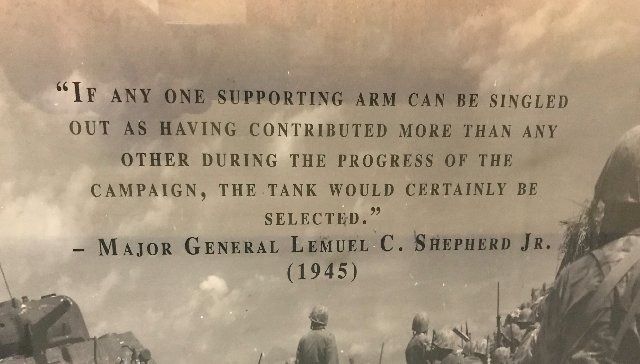 “If any one supporting arm can be singled
out as having contributed more than any
other during the progress of the
campaign, the tank would certainly be
selected.”
– Major General Lemuel C. Shepherd Jr.
(1945)